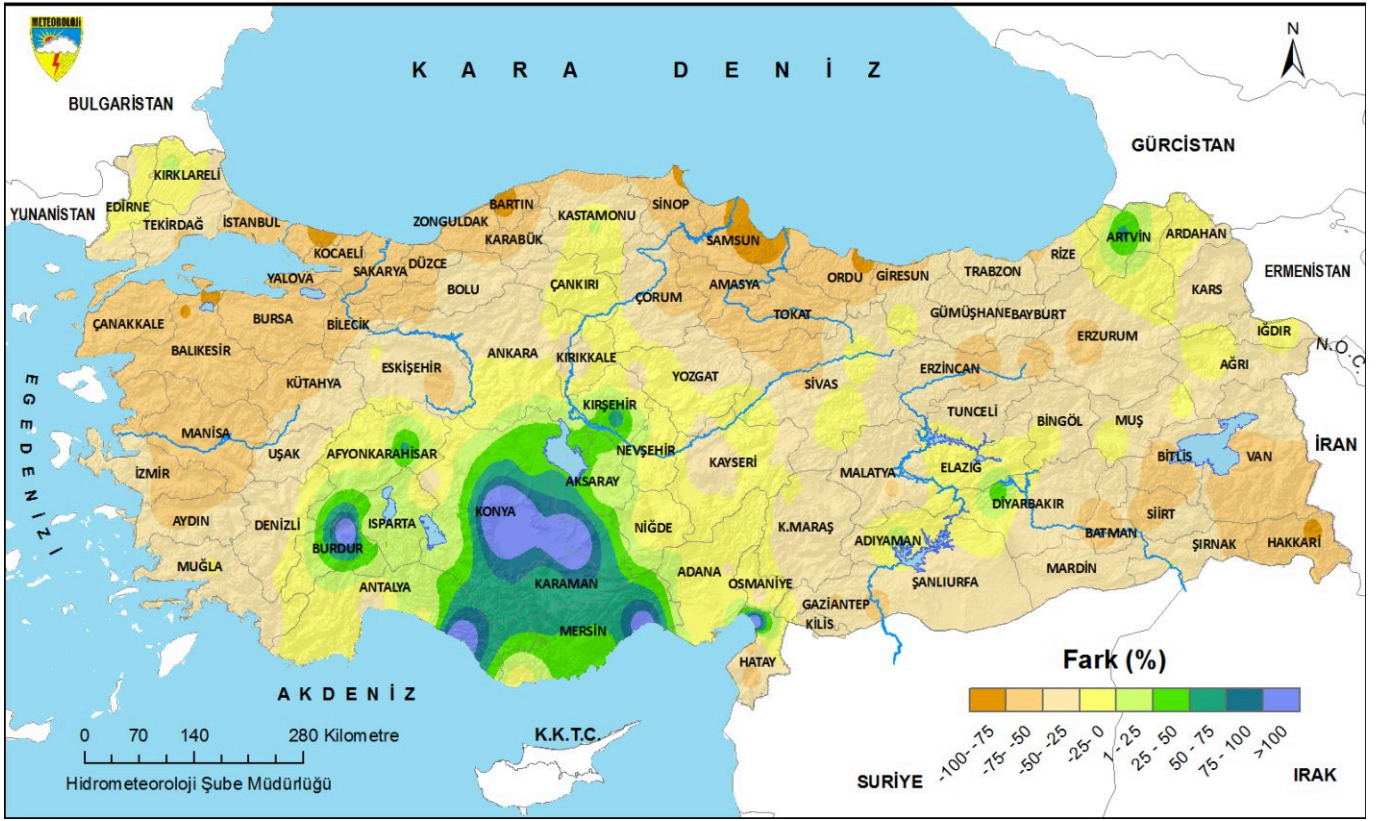 METEOROLOJİ
N
KARA DENİZ
BULGARİSTAN
GÜRCİSTAN
YUNANİSTAN
ERMENİSTAN
N.Ö.C.
İRAN
EGE DENİZİ
KIRKLARELİ
EDİRNE
TEKİRDAĞ
İSTANBUL
KOCAELİ
YALOVA
SAKARYA
DÜZCE
ZONGULDAK
BARTIN
KARABÜK
KASTAMONU
SİNOP
SAMSUN
BOLU
ÇANKIRI
ÇORUM
AMASYA
TOKAT
ORDU
GİRESUN
TRABZON
RİZE
ARTVİN
ARDAHAN
KARS
GÜMÜŞHANE
BAYBURT
ERZURUM
IĞDIR
AĞRI
ÇANAKKALE
BURSA
BİLECİK
BALIKESİR
KÜTAHYA
ESKİŞEHİR
ANKARA
KIRIKKALE
YOZGAT
SİVAS
ERZİNCAN
TUNCELİ
BİNGÖL
MUŞ
BİTLİS
VAN
MANİSA
UŞAK
AFYONKARAHİSAR
KIRŞEHİR
NEVŞEHİR
KAYSERİ
MALATYA
ELAZIĞ
DİYARBAKIR
İZMİR
AYDIN
DENİZLİ
ISPARTA
BURDUR
KONYA
AKSARAY
NİĞDE
K.MARAŞ
ADIYAMAN
BATMAN
SİİRT
ŞIRNAK
HAKKARİ
MUĞLA
ANTALYA
KARAMAN
ADANA
OSMANİYE
GAZİANTEP
KİLİS
ŞANLIURFA
MARDİN
MERSİN
HATAY
AKDENİZ
K.K.T.C.
SURİYE
IRAK
0 70 140 280 Kilometre
Hidrometeoroloji Şube Müdürlüğü
Fark (%)
-100--75
-75--50
-50--25
-25- 0
1 - 25
25 - 50
50 - 75
75 - 100
>100